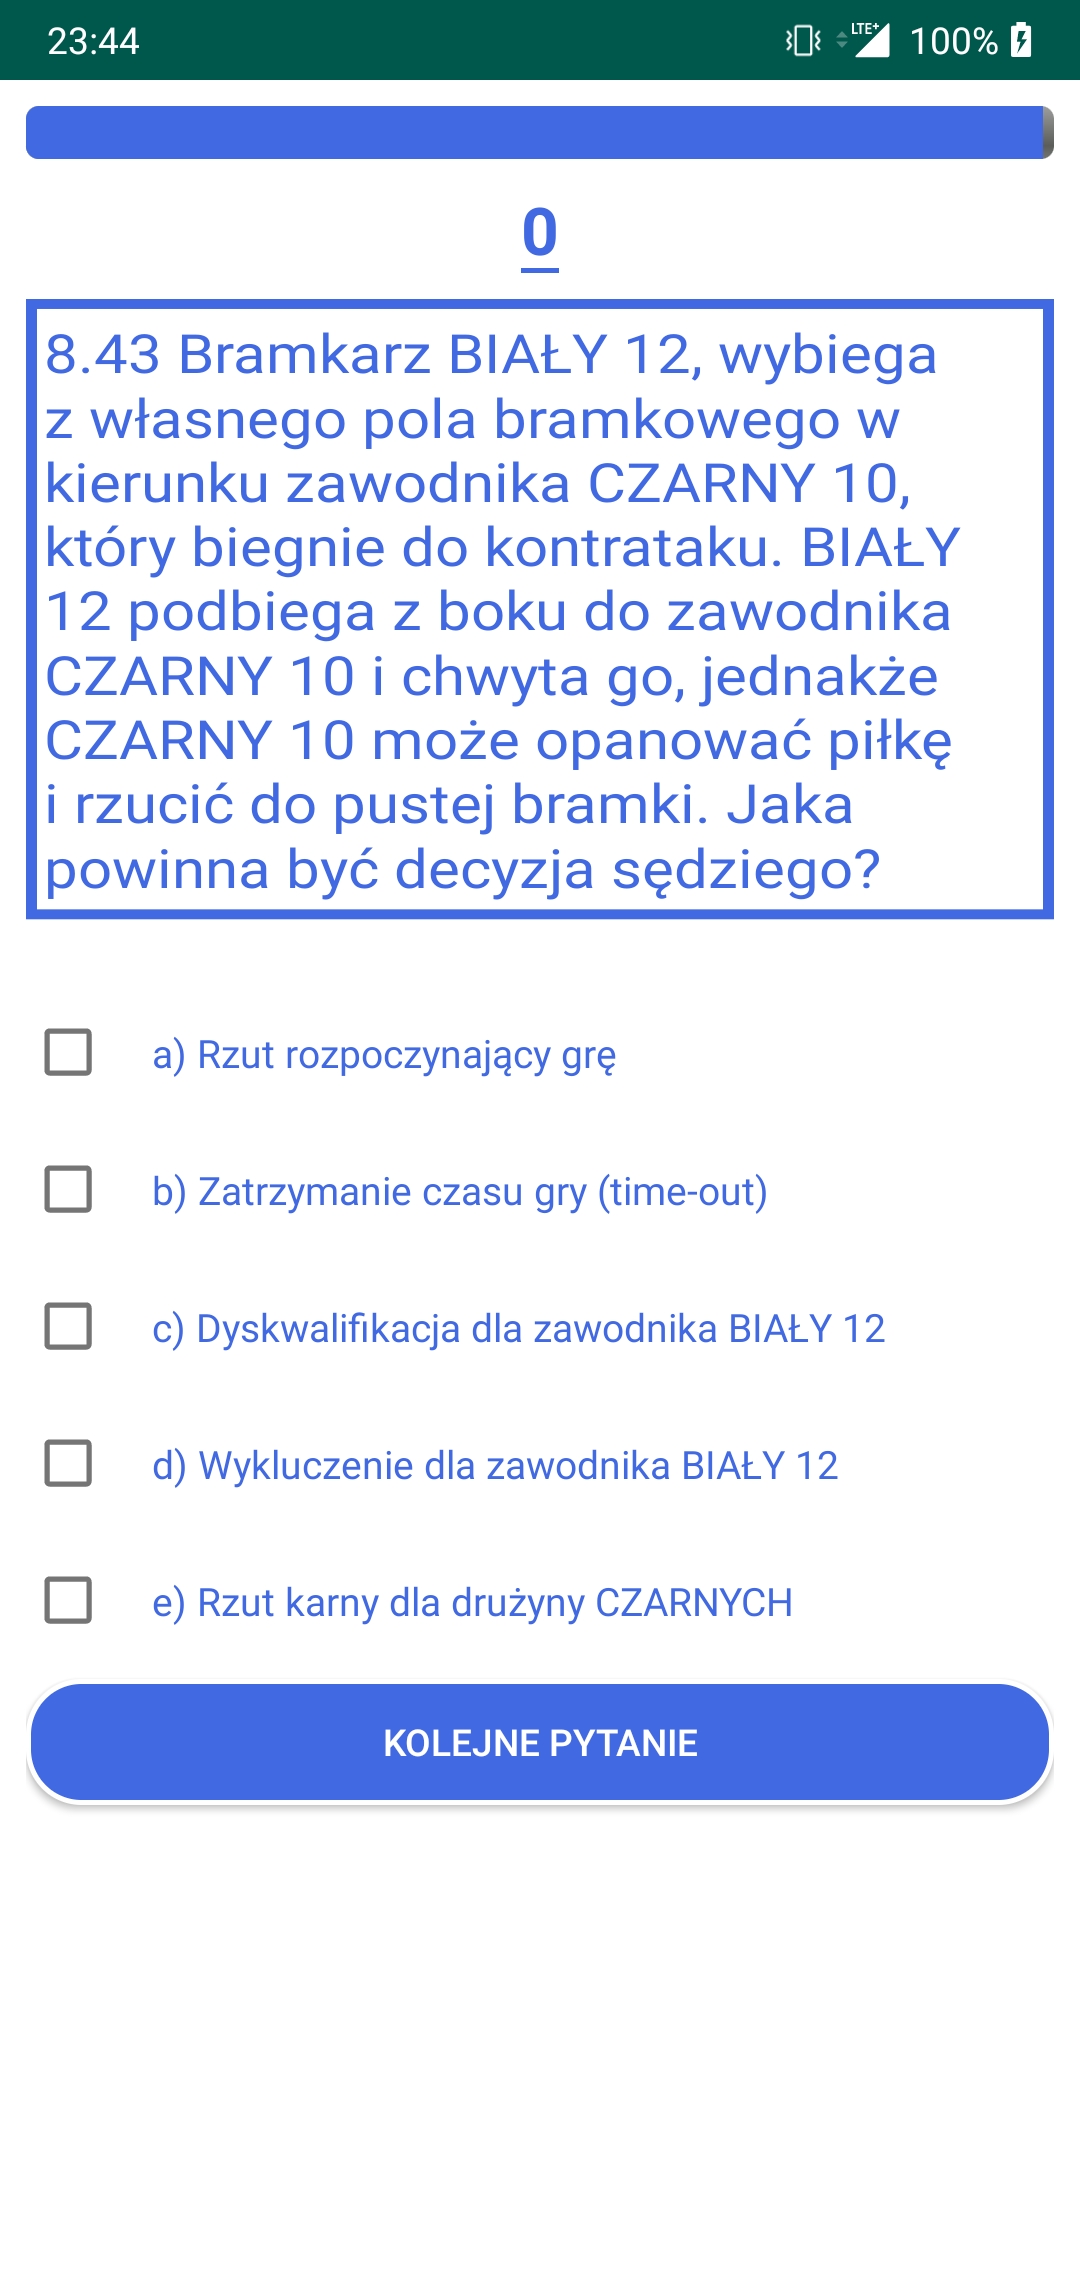 23:44
LTE+ 100%
0
8.43 Bramkarz BIAŁY 12, wybiega
z własnego pola bramkowego w
kierunku zawodnika CZARNY 10,
który biegnie do kontrataku. BIAŁY
12 podbiega z boku do zawodnika
CZARNY 10 i chwyta go, jednakże
CZARNY 10 może opanować piłkę
i rzucić do pustej bramki. Jaka
powinna być decyzja sędziego?
a) Rzut rozpoczynający grę
b) Zatrzymanie czasu gry (time-out)
c) Dyskwalifikacja dla zawodnika BIAŁY 12
d) Wykluczenie dla zawodnika BIAŁY 12
e) Rzut karny dla drużyny CZARNYCH
KOLEJNE PYTANIE